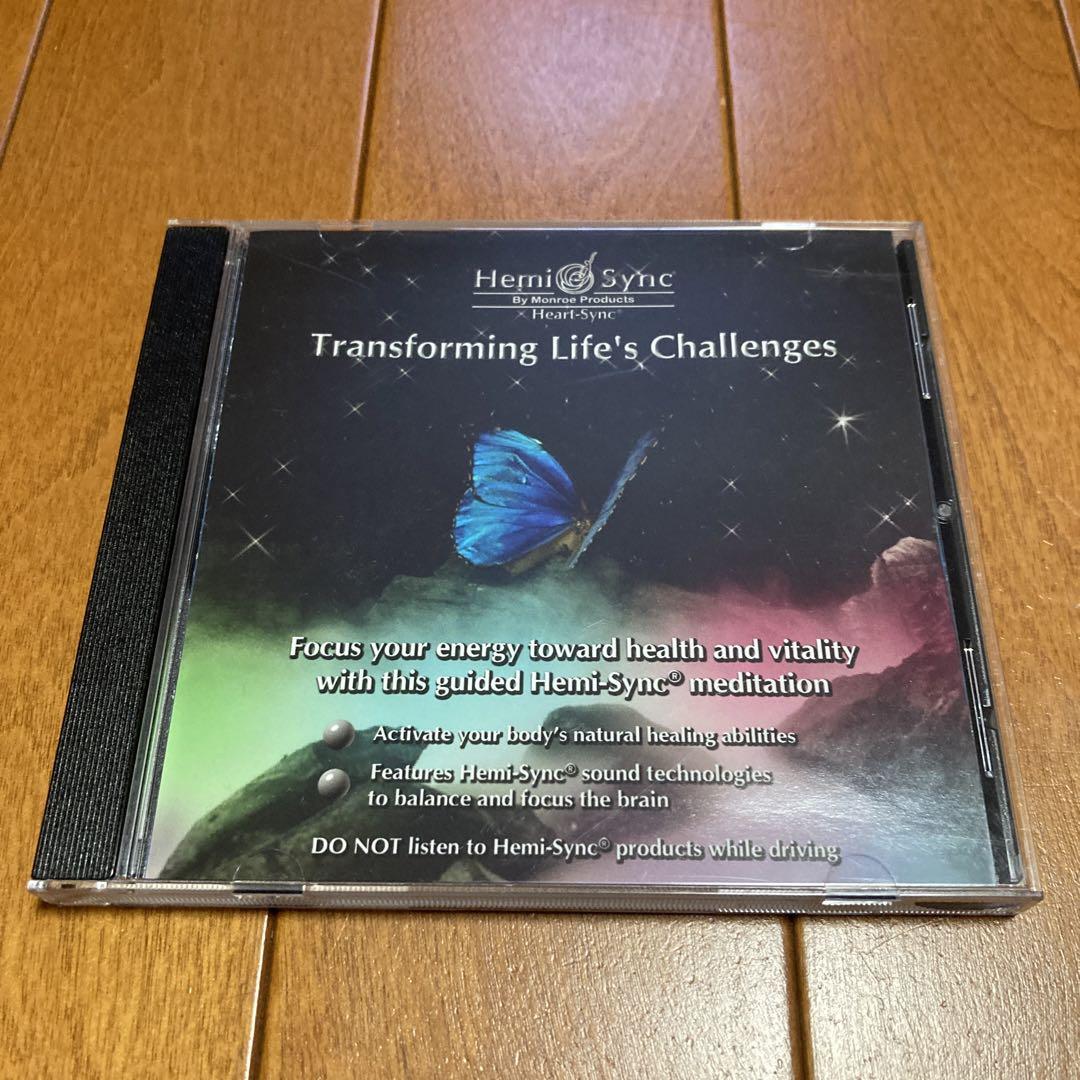 Hemi Sync®
By Monroe Products
Heart-Sync®
Transforming Life's Challenges
Focus your energy toward health and vitality
with this guided Hemi-Sync® meditation
Activate your body's natural healing abilities
Features Hemi-Sync® sound technologies
to balance and focus the brain
DO NOT listen to Hemi-Sync® products while driving